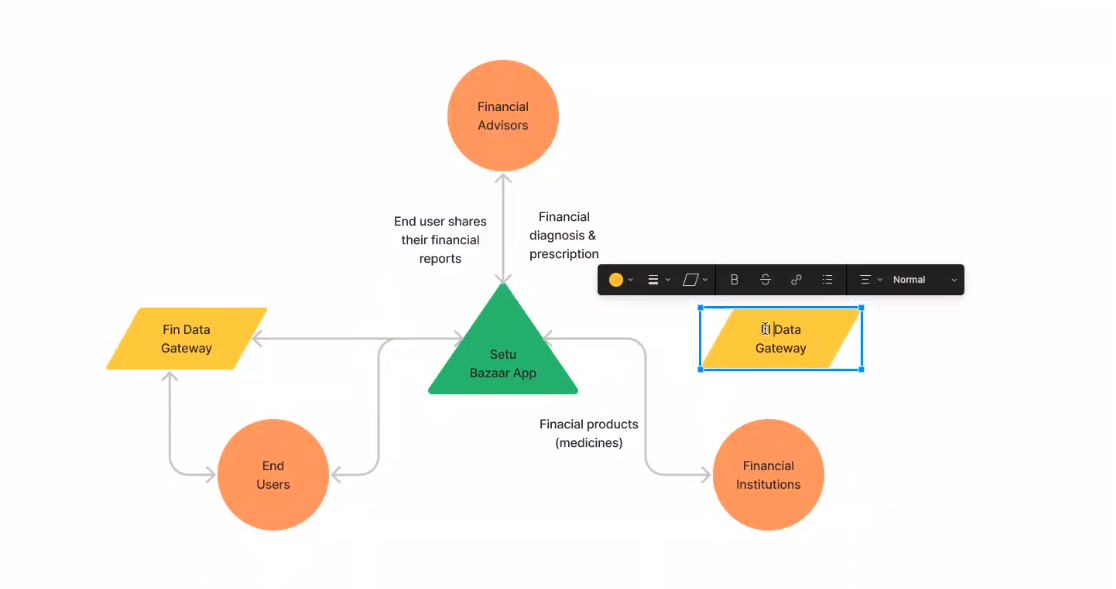 Financial
Advisors
End user shares
their financial
reports
Financial
diagnosis &
prescription
B
S
Normal
Fin Data
Gateway
Setu
Bazaar App
Data
Gateway
Finacial products
(medicines)
End
Users
Financial
Institutions